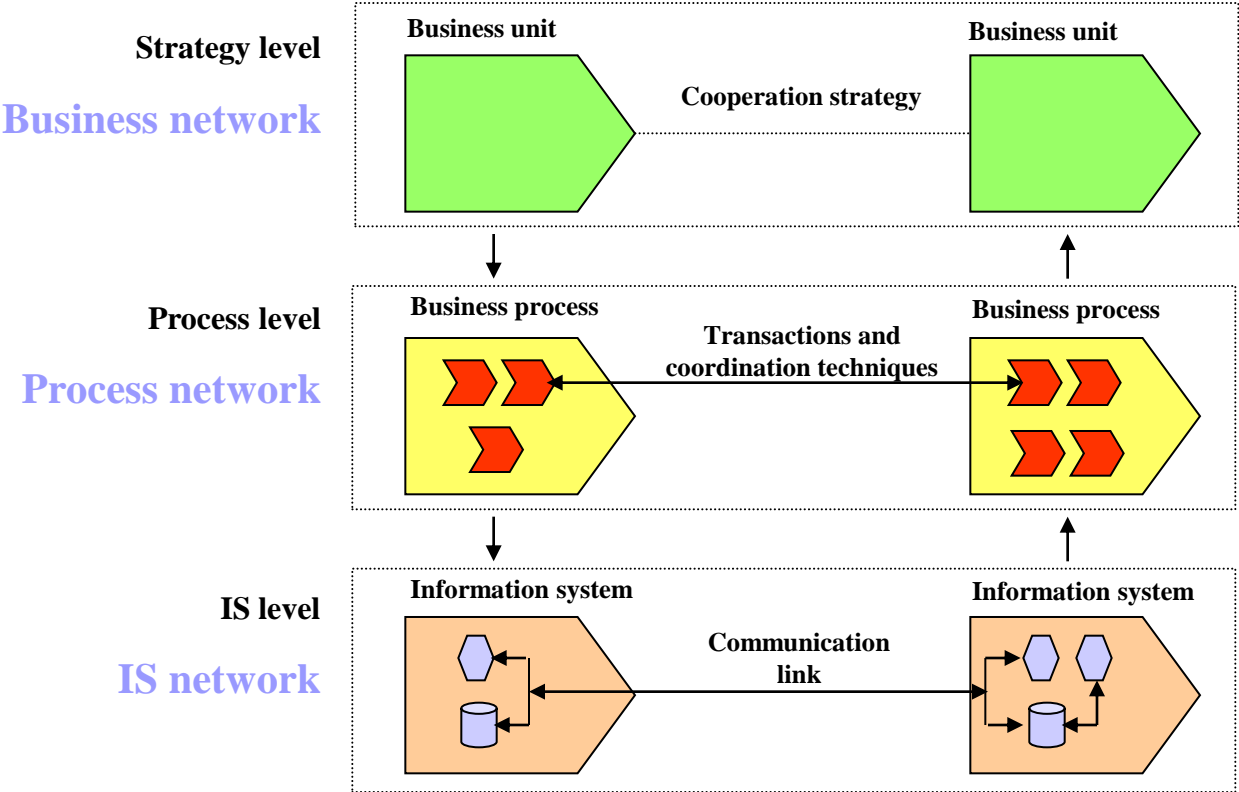 Business unit
Business unit
Strategy level
Cooperation strategy
Business network
Business process
Business process
Process level
Transactions and
coordination techniques
Process network
Information system
Information system
IS level
Communication
link
IS network